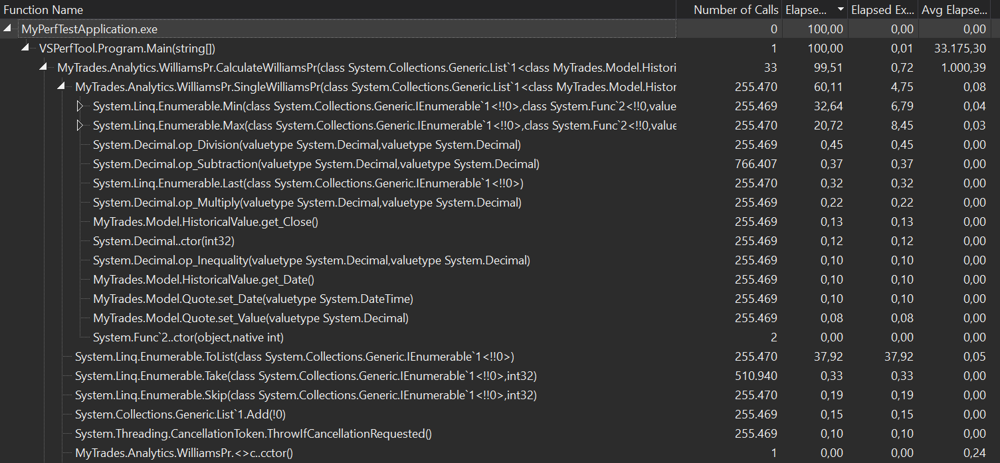 Function Name Number of Calls Elapse... Elapsed Ex... Avg Elapse...
MyPerfTestApplication.exe 0 100,00 0,00 0,00
VSPerfTool.Program.Main(string[]) 1 100,00 0,01 33.175,30
MyTrades.Analytics.WilliamsPr.CalculateWilliamsPr(class System.Collections.Generic.List`1<class MyTrades.Model.Histori 33 99,51 0,72 1.000,39
MyTrades.Analytics.WilliamsPr.SingleWilliamsPr(class System.Collections.Generic.List`1<class MyTrades.Model.Histor 255.470 60,11 4,75 0,08
System.Linq.Enumerable.Min(class System.Collections.Generic.IEnumerable`1<!!0>,class System.Func`2<!!0,value 255.469 32,64 6,79 0,04
System.Linq.Enumerable.Max(class System.Collections.Generic.IEnumerable`1<!!0>,class System.Func`2<!!0,value 255.470 20,72 8,45 0,03
System.Decimal.op_Division(valuetype System.Decimal,valuetype System.Decimal) 255.469 0,45 0,45 0,00
System.Decimal.op_Subtraction(valuetype System.Decimal,valuetype System.Decimal) 766.407 0,37 0,37 0,00
System.Linq.Enumerable.Last(class System.Collections.Generic.IEnumerable`1<!!0>) 255.470 0,32 0,32 0,00
System.Decimal.op_Multiply(valuetype System.Decimal,valuetype System.Decimal) 255.469 0,22 0,22 0,00
MyTrades.Model.HistoricalValue.get_Close() 255.469 0,13 0,13 0,00
System.Decimal..ctor(int32) 255.469 0,12 0,12 0,00
System.Decimal.op_Inequality(valuetype System.Decimal,valuetype System.Decimal) 255.469 0,10 0,10 0,00
MyTrades.Model.HistoricalValue.get_Date() 255.469 0,10 0,10 0,00
MyTrades.Model.Quote.set_Date(valuetype System.DateTime) 255.469 0,10 0,10 0,00
MyTrades.Model.Quote.set_Value(valuetype System.Decimal) 255.469 0,08 0,08 0,00
System.Func`2..ctor(object,native int) 2 0,00 0,00 0,00
System.Linq.Enumerable.ToList(class System.Collections.Generic.IEnumerable`1<!!0>) 255.470 37,92 37,92 0,05
System.Linq.Enumerable.Take(class System.Collections.Generic.IEnumerable`1<!!0>,int32) 510.940 0,33 0,33 0,00
System.Linq.Enumerable.Skip(class System.Collections.Generic.IEnumerable`1<!!0>,int32) 255.470 0,19 0,19 0,00
System.Collections.Generic.List`1.Add(!0) 255.469 0,15 0,15 0,00
System.Threading.CancellationToken.ThrowIfCancellationRequested() 255.469 0,10 0,10 0,00
MyTrades.Analytics.WilliamsPr.<>c..cctor() 1 0,00 0,00 0,24